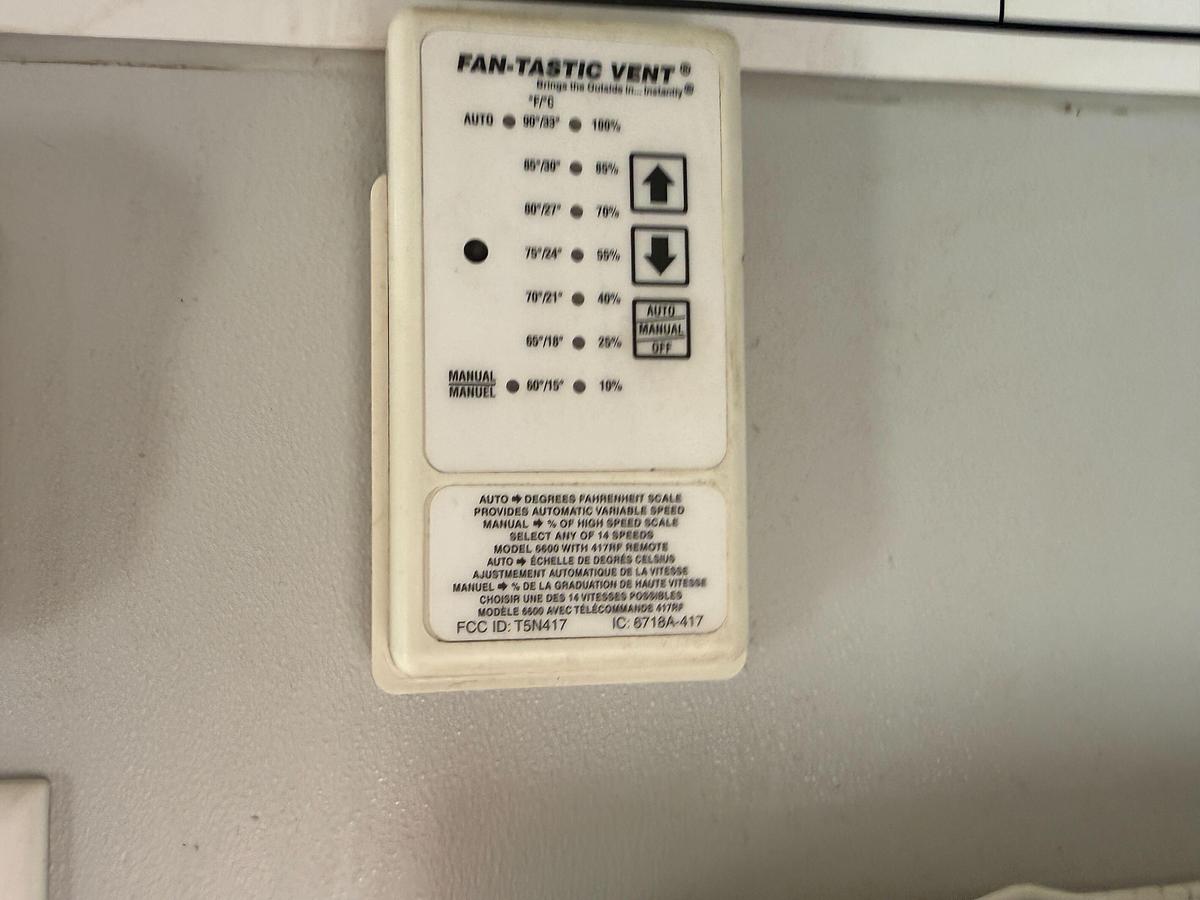 FAN-TASTIC VENT®
Brings the Outside In... Instantly®
°F/°C
AUTO 90°/33° 100%
85°/30° 85%
80°/27° 70%
75°/24° 55%
70°/21° 40%
65°/18° 25%
MANUAL
MANUEL 60°/15° 10%
AUTO
MANUAL
OFF
AUTO ➡ DEGREES FAHRENHEIT SCALE
PROVIDES AUTOMATIC VARIABLE SPEED
MANUAL ➡ % OF HIGH SPEED SCALE
SELECT ANY OF 14 SPEEDS
MODEL 6600 WITH 417RF REMOTE
AUTO ➡ ÉCHELLE DE DEGRÉS CELSIUS
AJUSTMEMENT AUTOMATIQUE DE LA VITESSE
MANUEL ➡ % DE LA GRADUATION DE HAUTE VITESSE
CHOISIR UNE DES 14 VITESSES POSSIBLES
MODÈLE 6600 AVEC TÉLÉCOMMANDE 417RF
FCC ID: T5N417 IC: 8718A-417